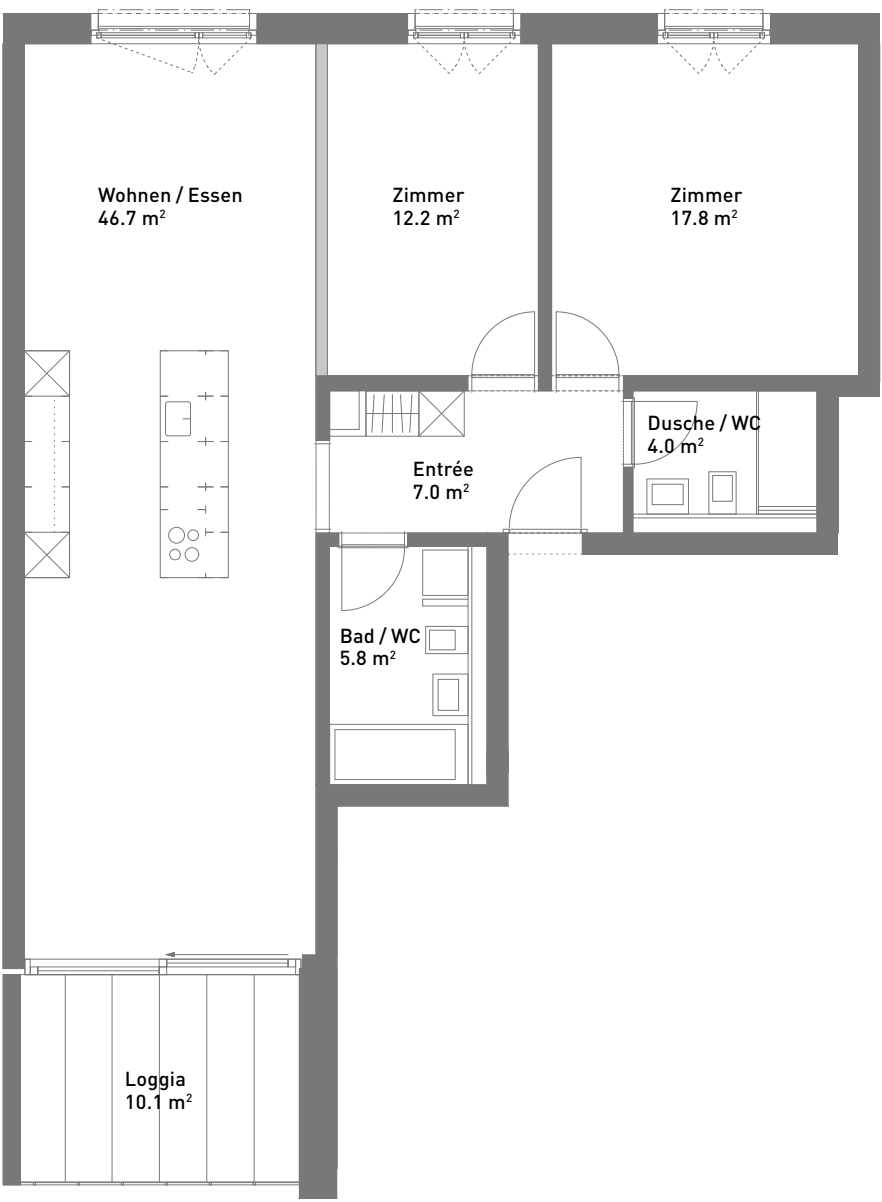 Wohnen / Essen
46.7 m²
Zimmer
12.2 m²
Zimmer
17.8 m²
Dusche / WC
4.0 m²
Entrée
7.0 m²
Bad / WC
5.8 m²
Loggia
10.1 m²